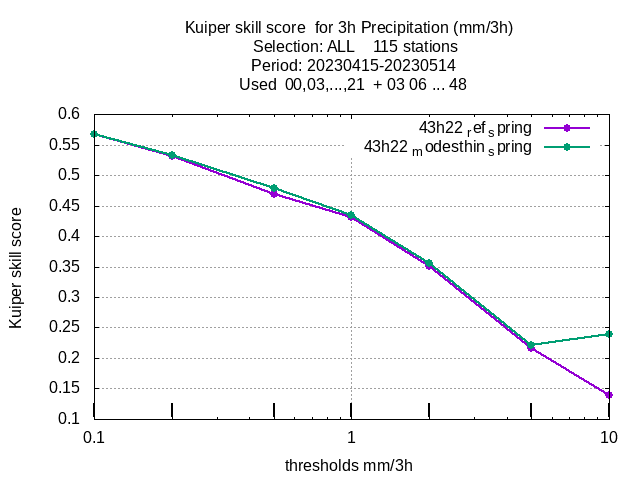 Kuiper skill score  for 3h Precipitation (mm/3h)
Selection: ALL    115 stations
Period: 20230415-20230514
Used  00,03,...,21  + 03 06 ... 48
43h22 ref spring
43h22 modesthin spring
0.6
0.55
0.5
0.45
0.4
0.35
0.3
0.25
0.2
0.15
0.1
Kuiper skill score
0.1 1 10
thresholds mm/3h